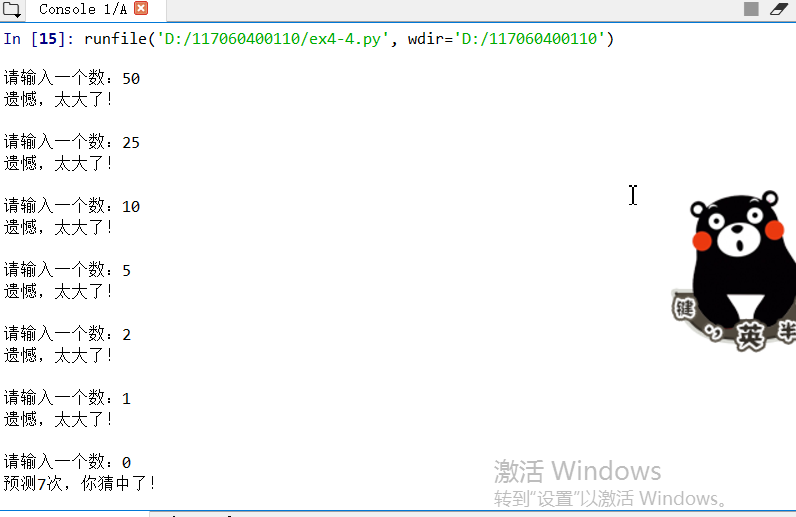 Console 1/A
In [15]: runfile('D:/117060400110/ex4-4.py', wdir='D:/117060400110')
请输入一个数：50
遗憾，太大了！
请输入一个数：25
遗憾，太大了！
请输入一个数：10
遗憾，太大了！
请输入一个数：5
遗憾，太大了！
请输入一个数：2
遗憾，太大了！
请输入一个数：1
遗憾，太大了！
请输入一个数：0
预测7次，你猜中了！
键 英 半
激活 Windows
转到“设置”以激活 Windows。